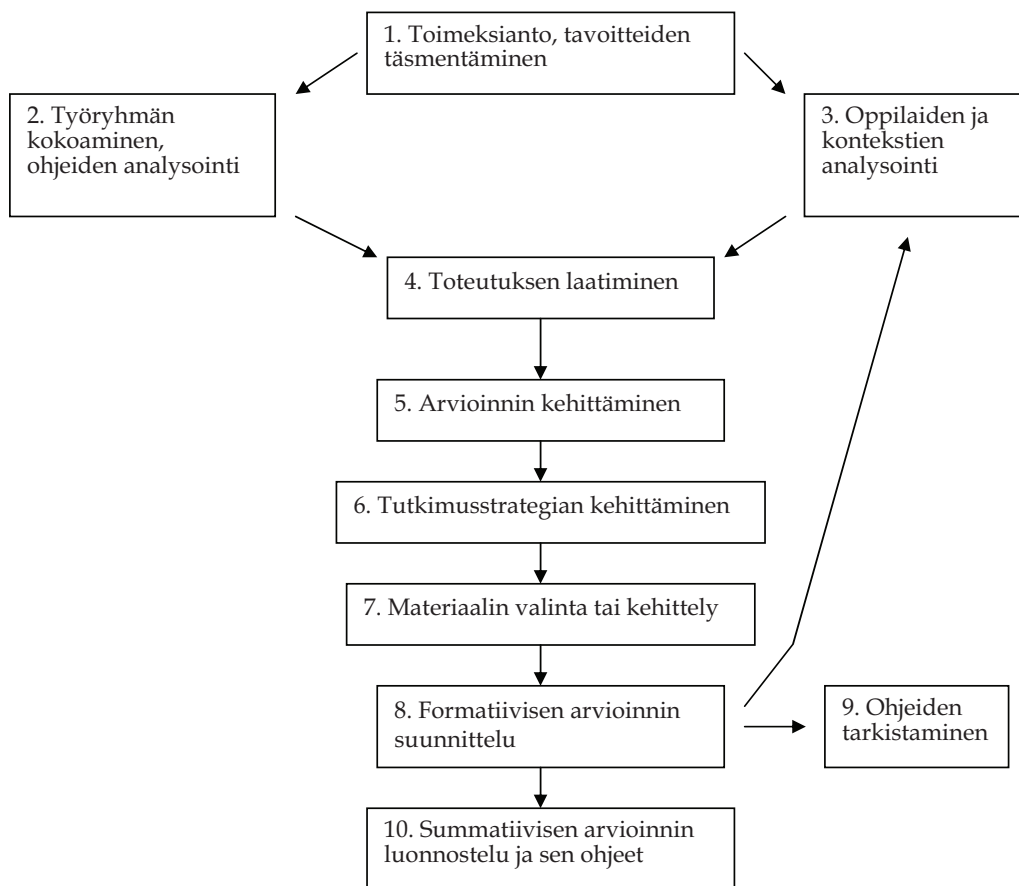 1. Toimeksianto, tavoitteiden
täsmentäminen
2. Työryhmän
kokoaminen,
ohjeiden analysointi
3. Oppilaiden ja
kontekstien
analysointi
4. Toteutuksen laatiminen
5. Arvioinnin kehittäminen
6. Tutkimusstrategian kehittäminen
7. Materiaalin valinta tai kehittely
8. Formatiivisen arvioinnin
suunnittelu
9. Ohjeiden
tarkistaminen
10. Summatiivisen arvioinnin
luonnostelu ja sen ohjeet